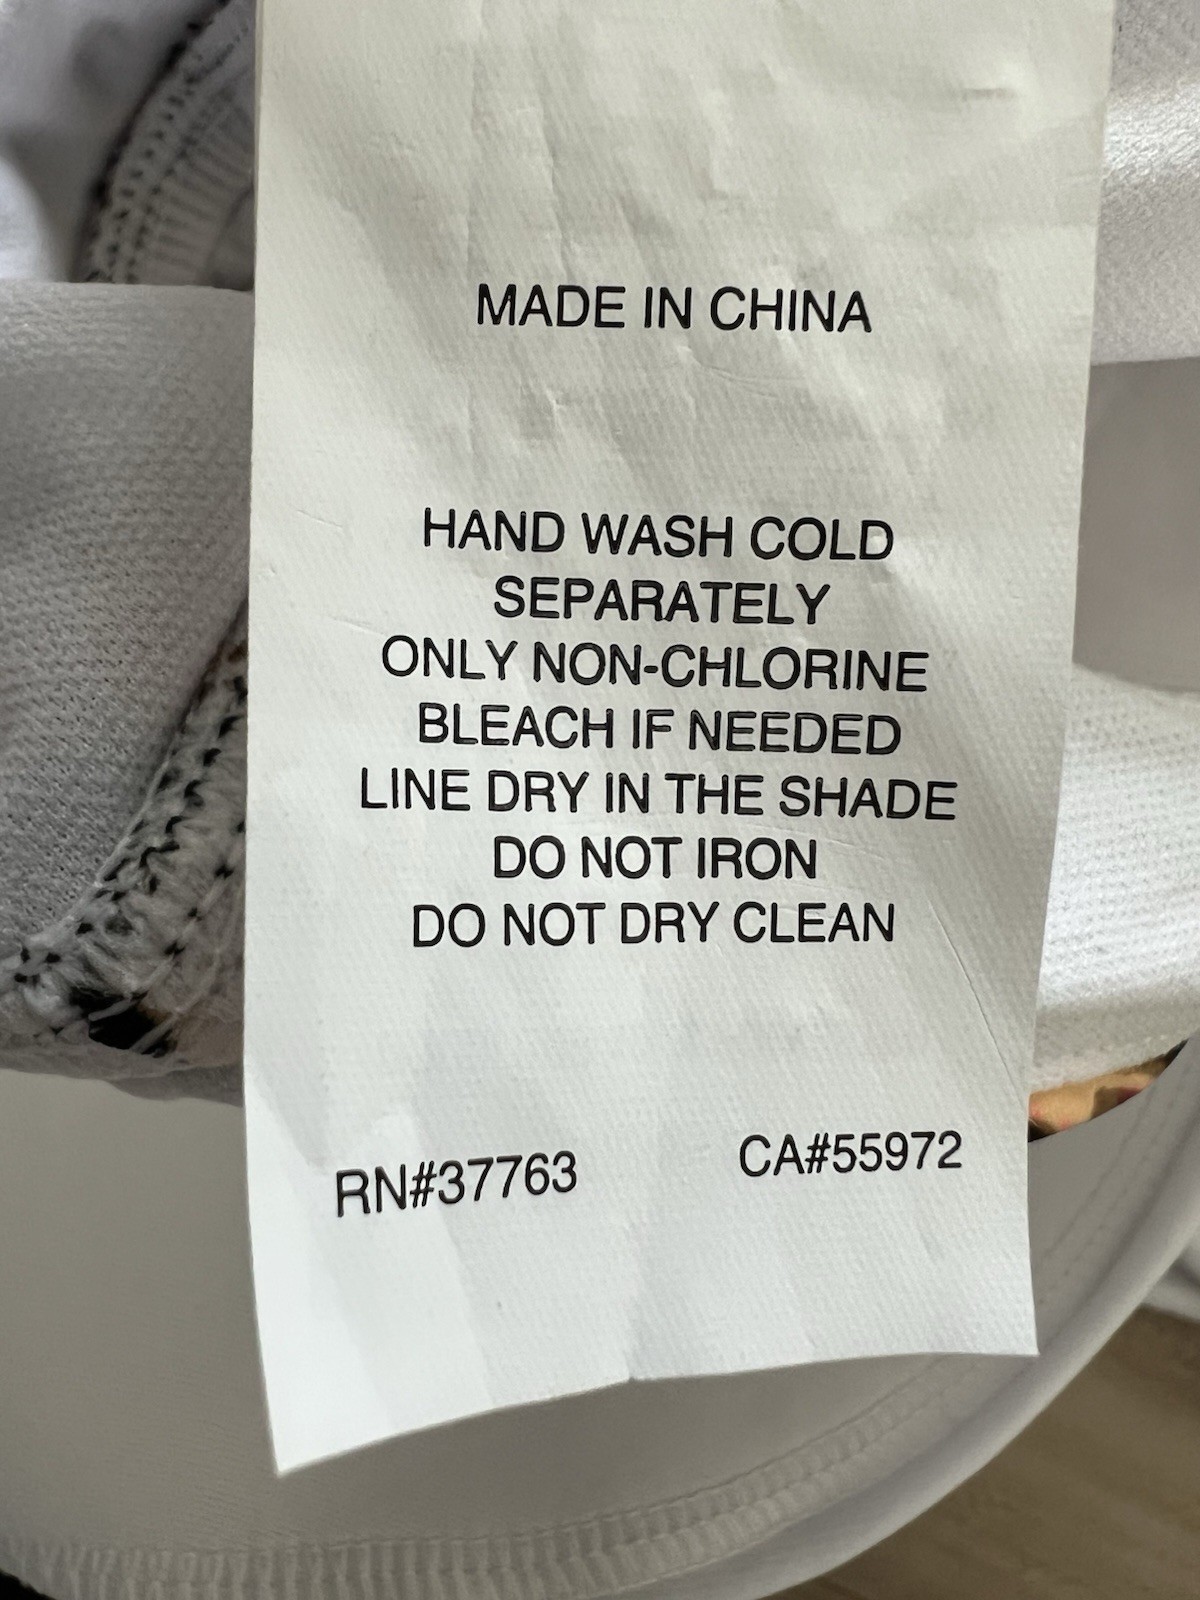 MADE IN CHINA
HAND WASH COLD
SEPARATELY
ONLY NON-CHLORINE
BLEACH IF NEEDED
LINE DRY IN THE SHADE
DO NOT IRON
DO NOT DRY CLEAN
RN#37763 CA#55972